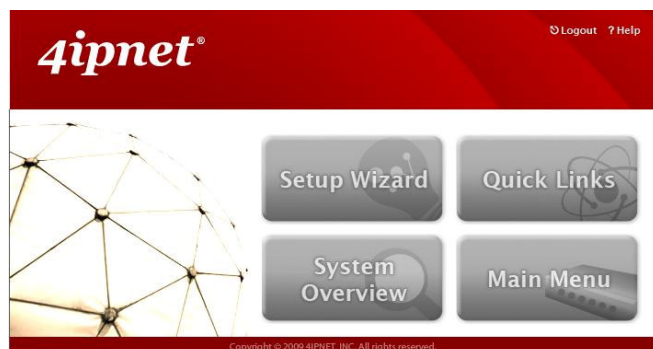 4ipnet®
Logout ? Help
Setup Wizard
Quick Links
System
Overview
Main Menu
Copyright © 2009 4IPNET, INC. All rights reserved.